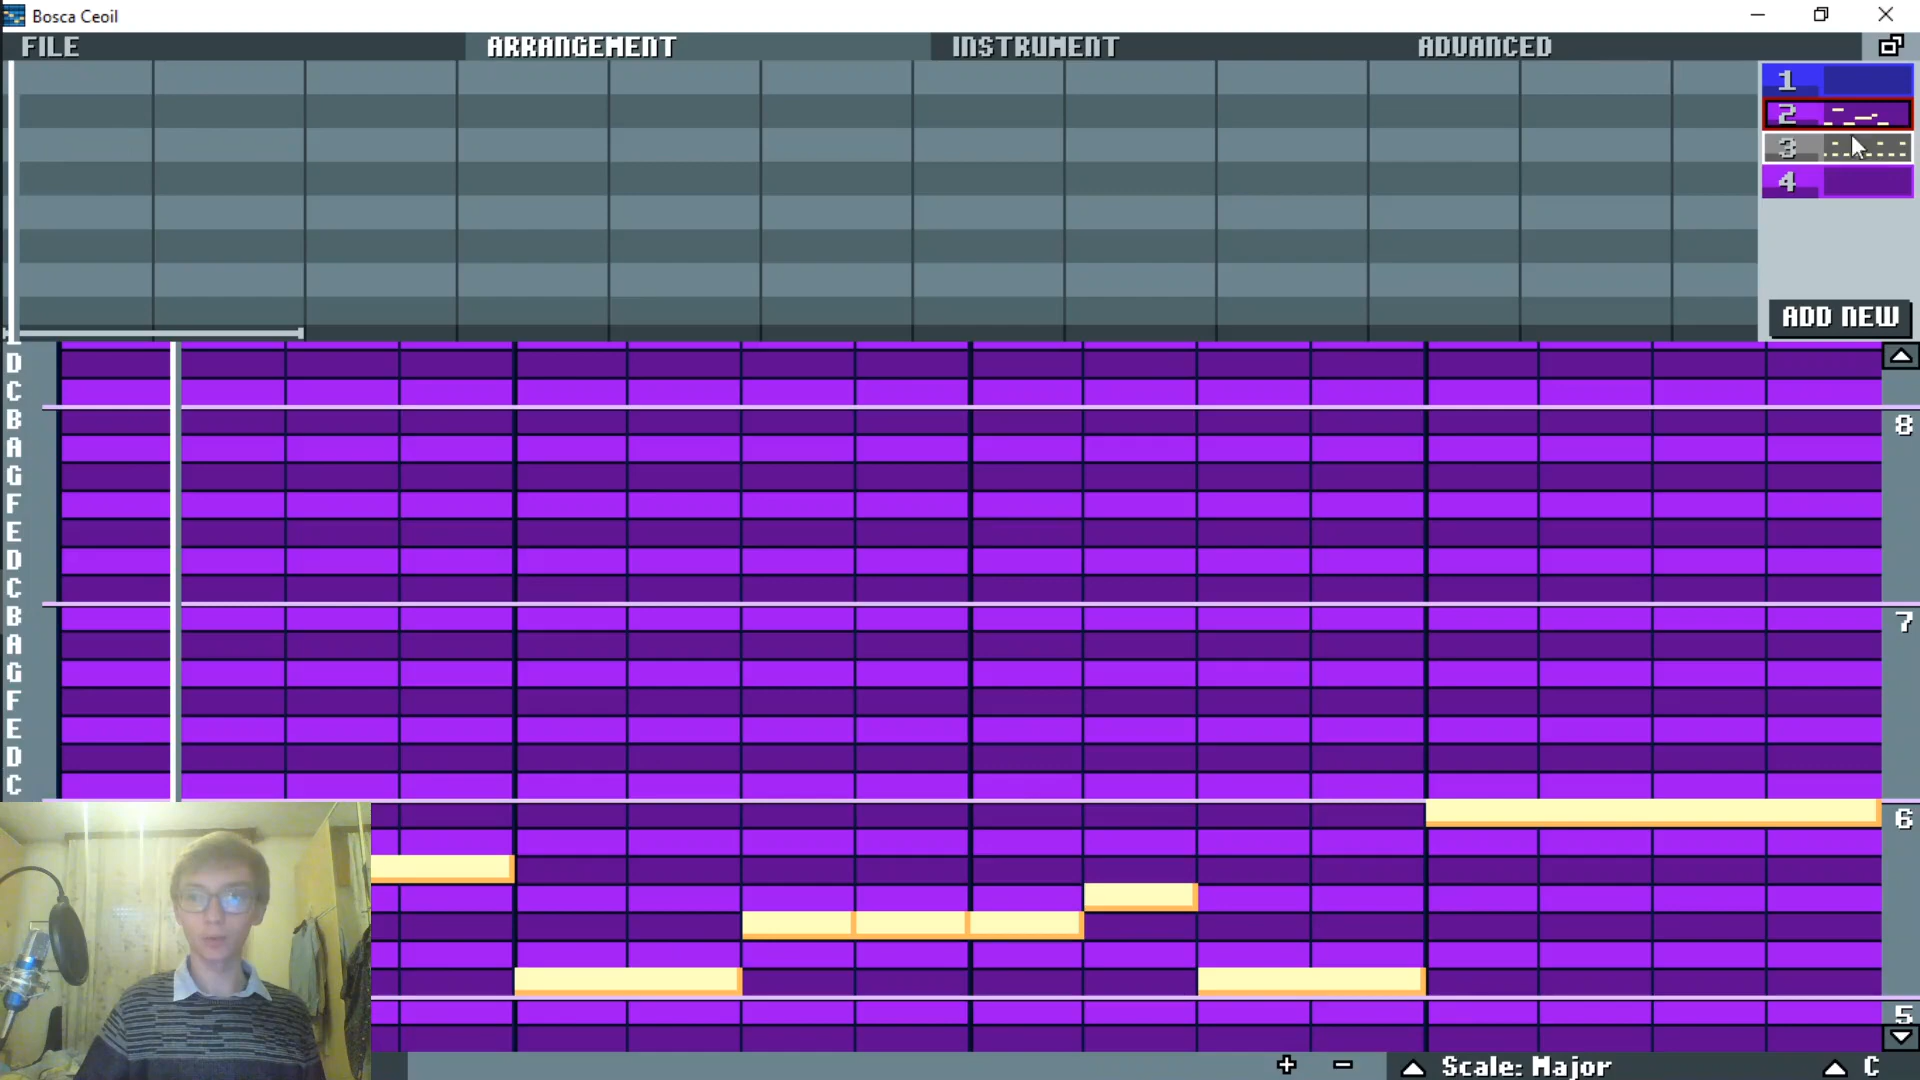 Bosca Ceoil
FILE ARRANGEMENT INSTRUMENT ADVANCED
1
2
3
4
ADD NEW
D
C
B
8
A
G
F
E
D
C
B
7
A
G
F
E
D
C
6
5
+ - Scale: Major C